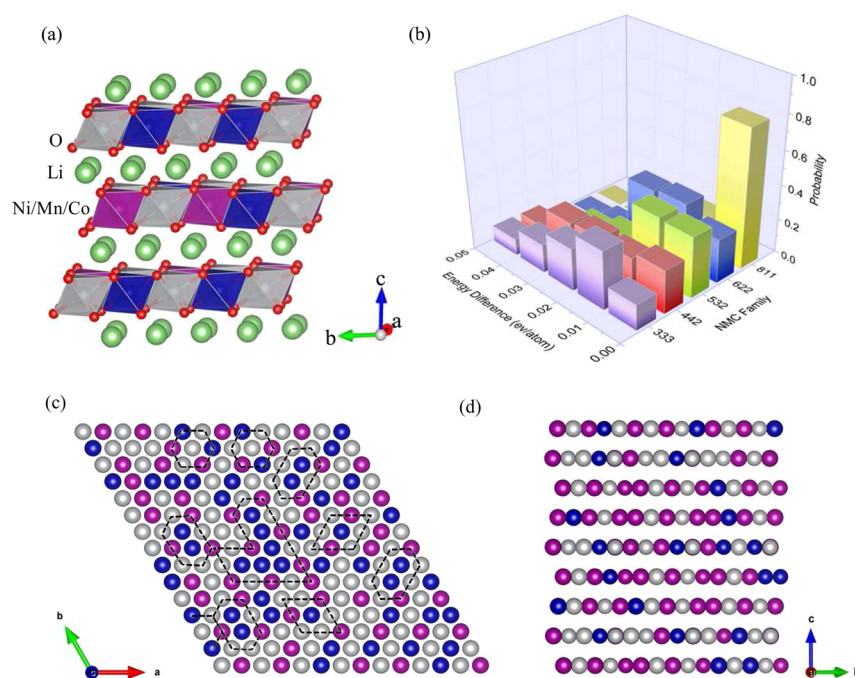 (a)
O
Li
Ni/Mn/Co
c
b
a
(b)
1.0
0.8
0.6
0.4
0.2
0.0
Probability
0.05
0.04
0.03
0.02
0.01
0.00
Energy Difference (ev/atom)
333
442
532
622
811
NMC Family
(c)
b
a
(d)
c